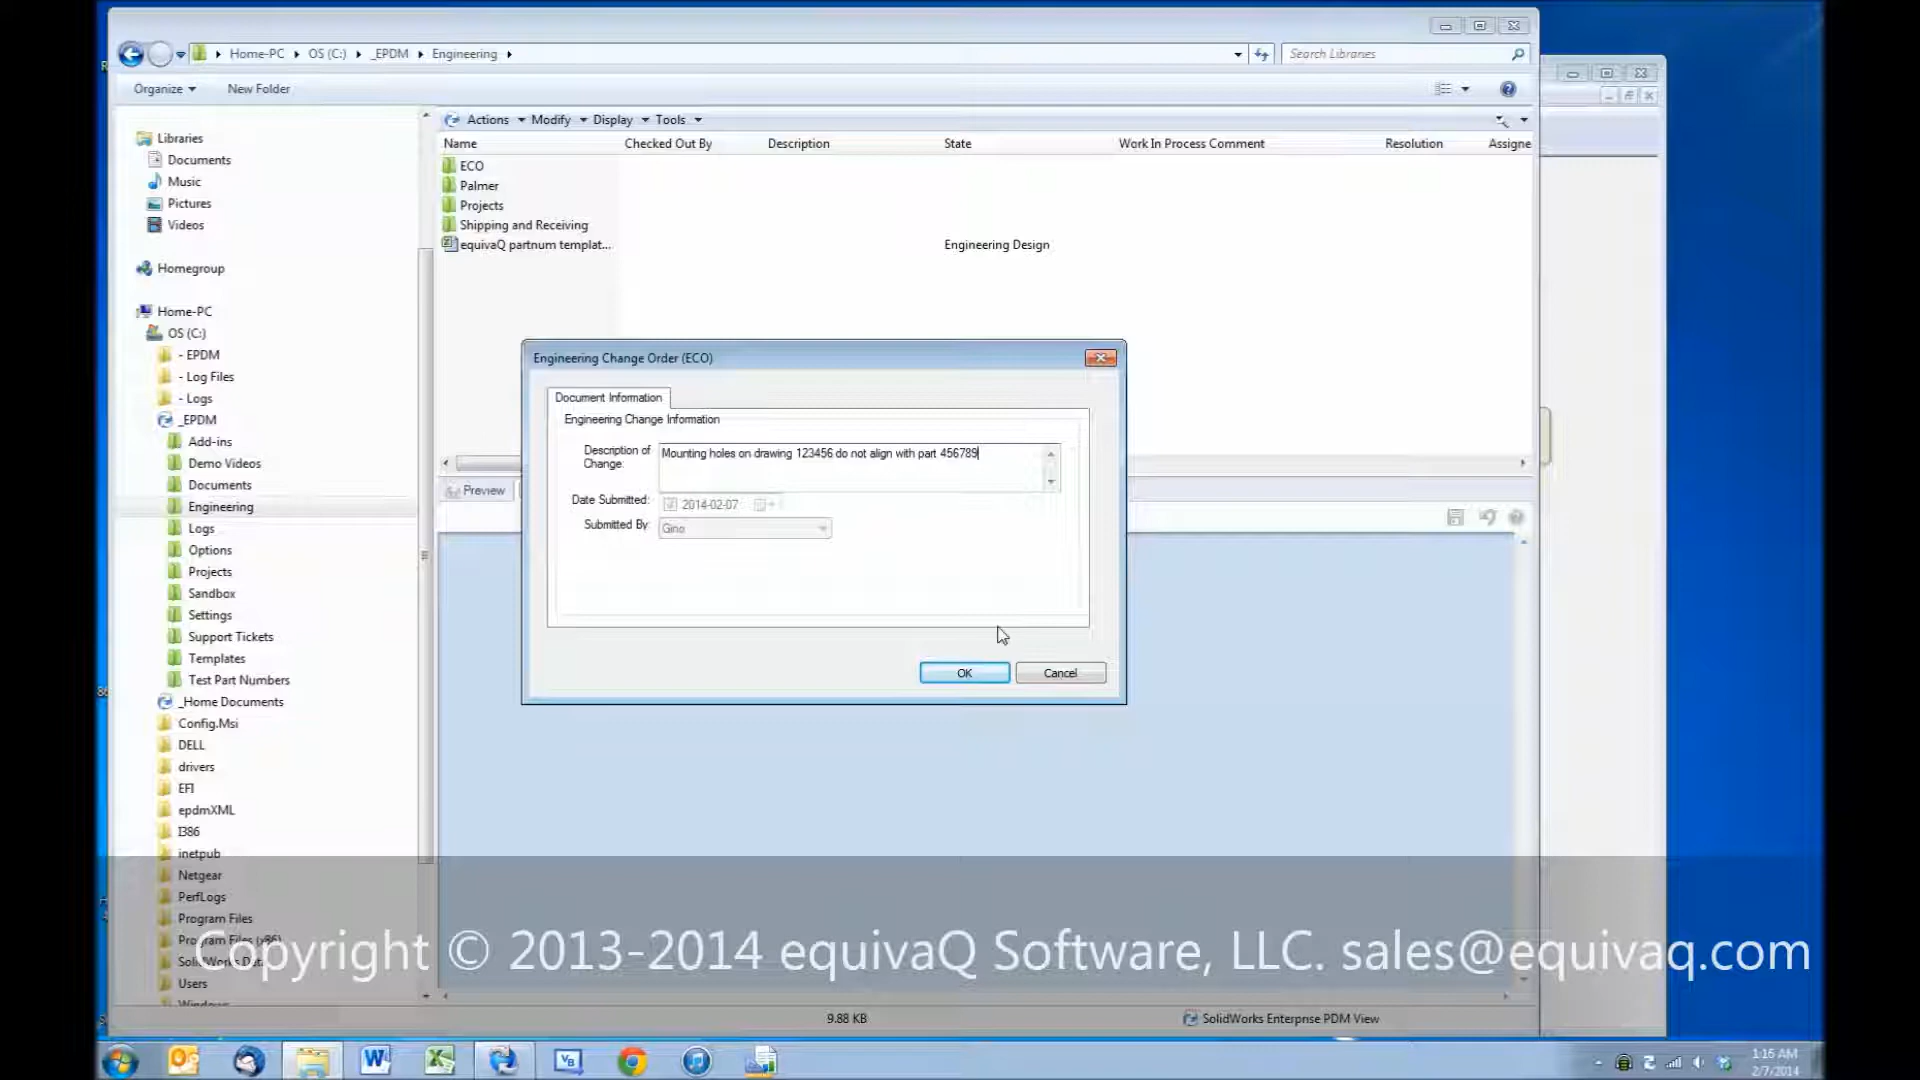 Home-PC OS (C:) _EPDM Engineering
Search Libraries
Organize New Folder
Libraries
Documents
Music
Pictures
Videos
Homegroup
Home-PC
OS (C:)
- EPDM
- Log Files
- Logs
_EPDM
Add-ins
Demo Videos
Documents
Engineering
Logs
Options
Projects
Sandbox
Settings
Support Tickets
Templates
Test Part Numbers
_Home Documents
Config.Msi
DELL
drivers
EFI
epdmXML
I386
inetpub
Netgear
PerfLogs
Program Files
Program Files (x86)
SolidWorks Data
Users
Windows
Actions Modify Display Tools
Name Checked Out By Description State Work In Process Comment Resolution Assigne
ECO
Palmer
Projects
Shipping and Receiving
equivaQ partnum templat... Engineering Design
Preview
Engineering Change Order (ECO)
Document Information
Engineering Change Information
Description of
Change:
Mounting holes on drawing 123456 do not align with part 456789
Date Submitted: 2014-02-07
Submitted By: Gino
OK Cancel
Copyright © 2013-2014 equivaQ Software, LLC. sales@equivaq.com
9.88 KB SolidWorks Enterprise PDM View
1:16 AM
2/7/2014